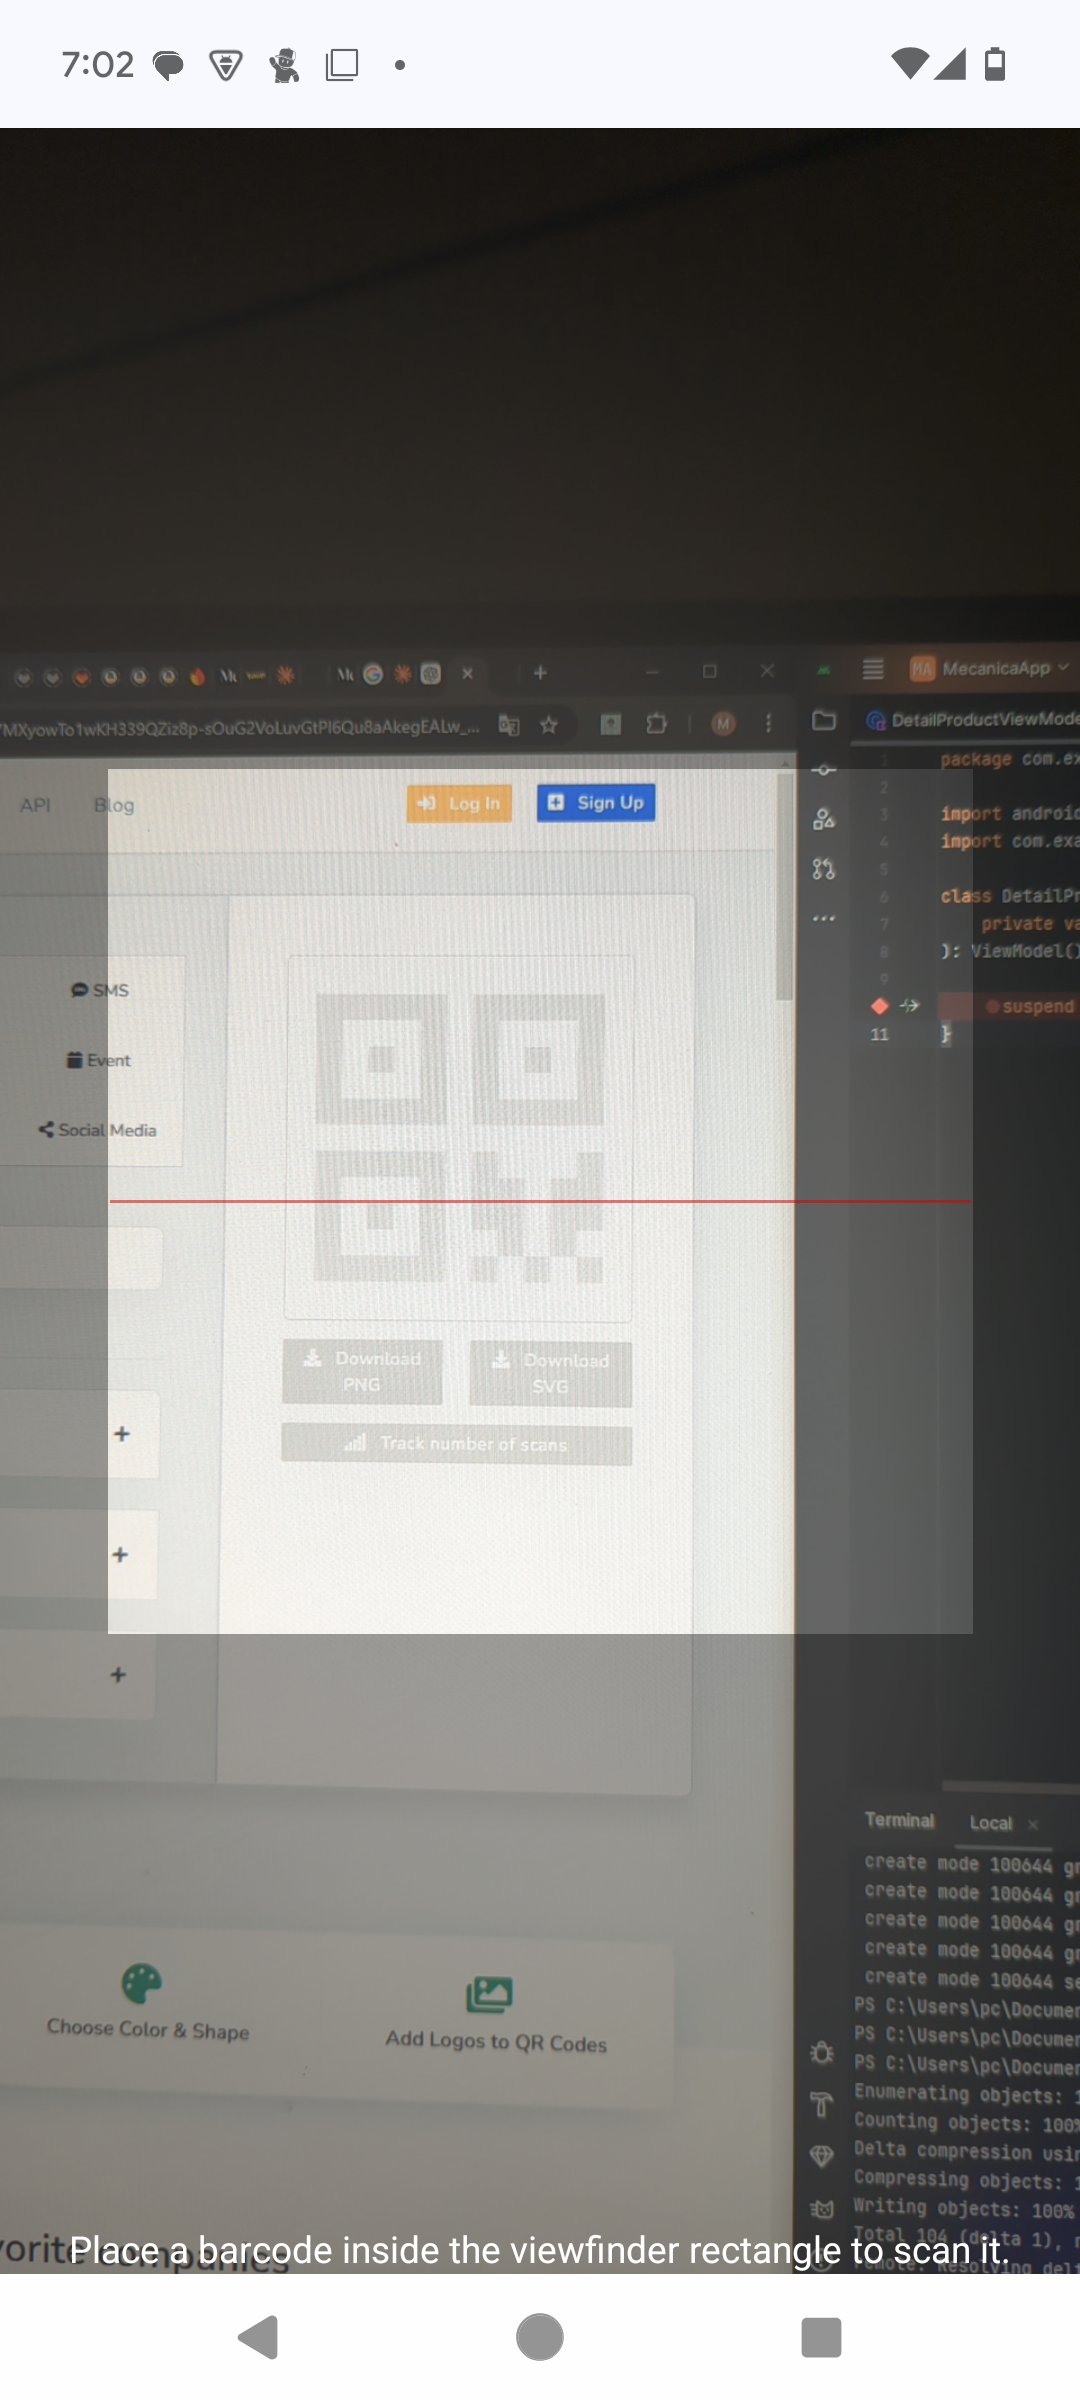 7:02
MXyowTo1wKH339QZiz8p-sOuG2VoLuvGtPl6Qu8aAkegEALw_...
M
MA MecanicaApp
DetailProductViewMode
API
Blog
Log In
Sign Up
SMS
Event
Social Media
Download PNG
Download SVG
Track number of scans
Choose Color & Shape
Add Logos to QR Codes
vorite companies
1 package com.ex
2
3 import android
4 import com.exa
5
6 class DetailPr
7 private va
8 ): ViewModel()
9
suspend
11 }
Terminal
Local
create mode 100644 gr
create mode 100644 gr
create mode 100644 gr
create mode 100644 gr
create mode 100644 se
PS C:\Users\pc\Documen
PS C:\Users\pc\Documen
PS C:\Users\pc\Documen
Enumerating objects: 1
Counting objects: 100%
Delta compression usin
Compressing objects: 1
Writing objects: 100%
Total 104 (delta 1), r
remote: Resolving delt
Place a barcode inside the viewfinder rectangle to scan it.